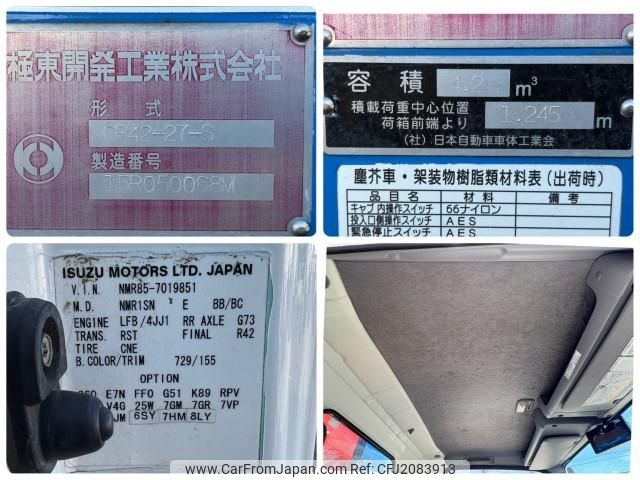 極東開発工業株式会社
形式
GB42-27-S
製造番号
15R050068M
容積 4.2 m³
積載荷重中心位置
荷箱前端より 1.245 m
(社) 日本自動車車体工業会
塵芥車・架装物樹脂類材料表(出荷時)
品目名 材料 備考
キャブ内操作スイッチ 66ナイロン
投入口側操作スイッチ AES
緊急停止スイッチ AES
ISUZU MOTORS LTD. JAPAN
V.I.N. NMR85-7019851
M.D. NMR1SN * E BB/BC
ENGINE LFB/4JJ1 RR AXLE G73
TRANS. RST FINAL R42
TIRE CNE
B.COLOR/TRIM 729/155
OPTION
E7N FF0 G51 K89 RPV
V4G 25W 7GM 7GR 7VP
6SY 7HM 8LY
www.CarFromJapan.com | CFJ - C2083913